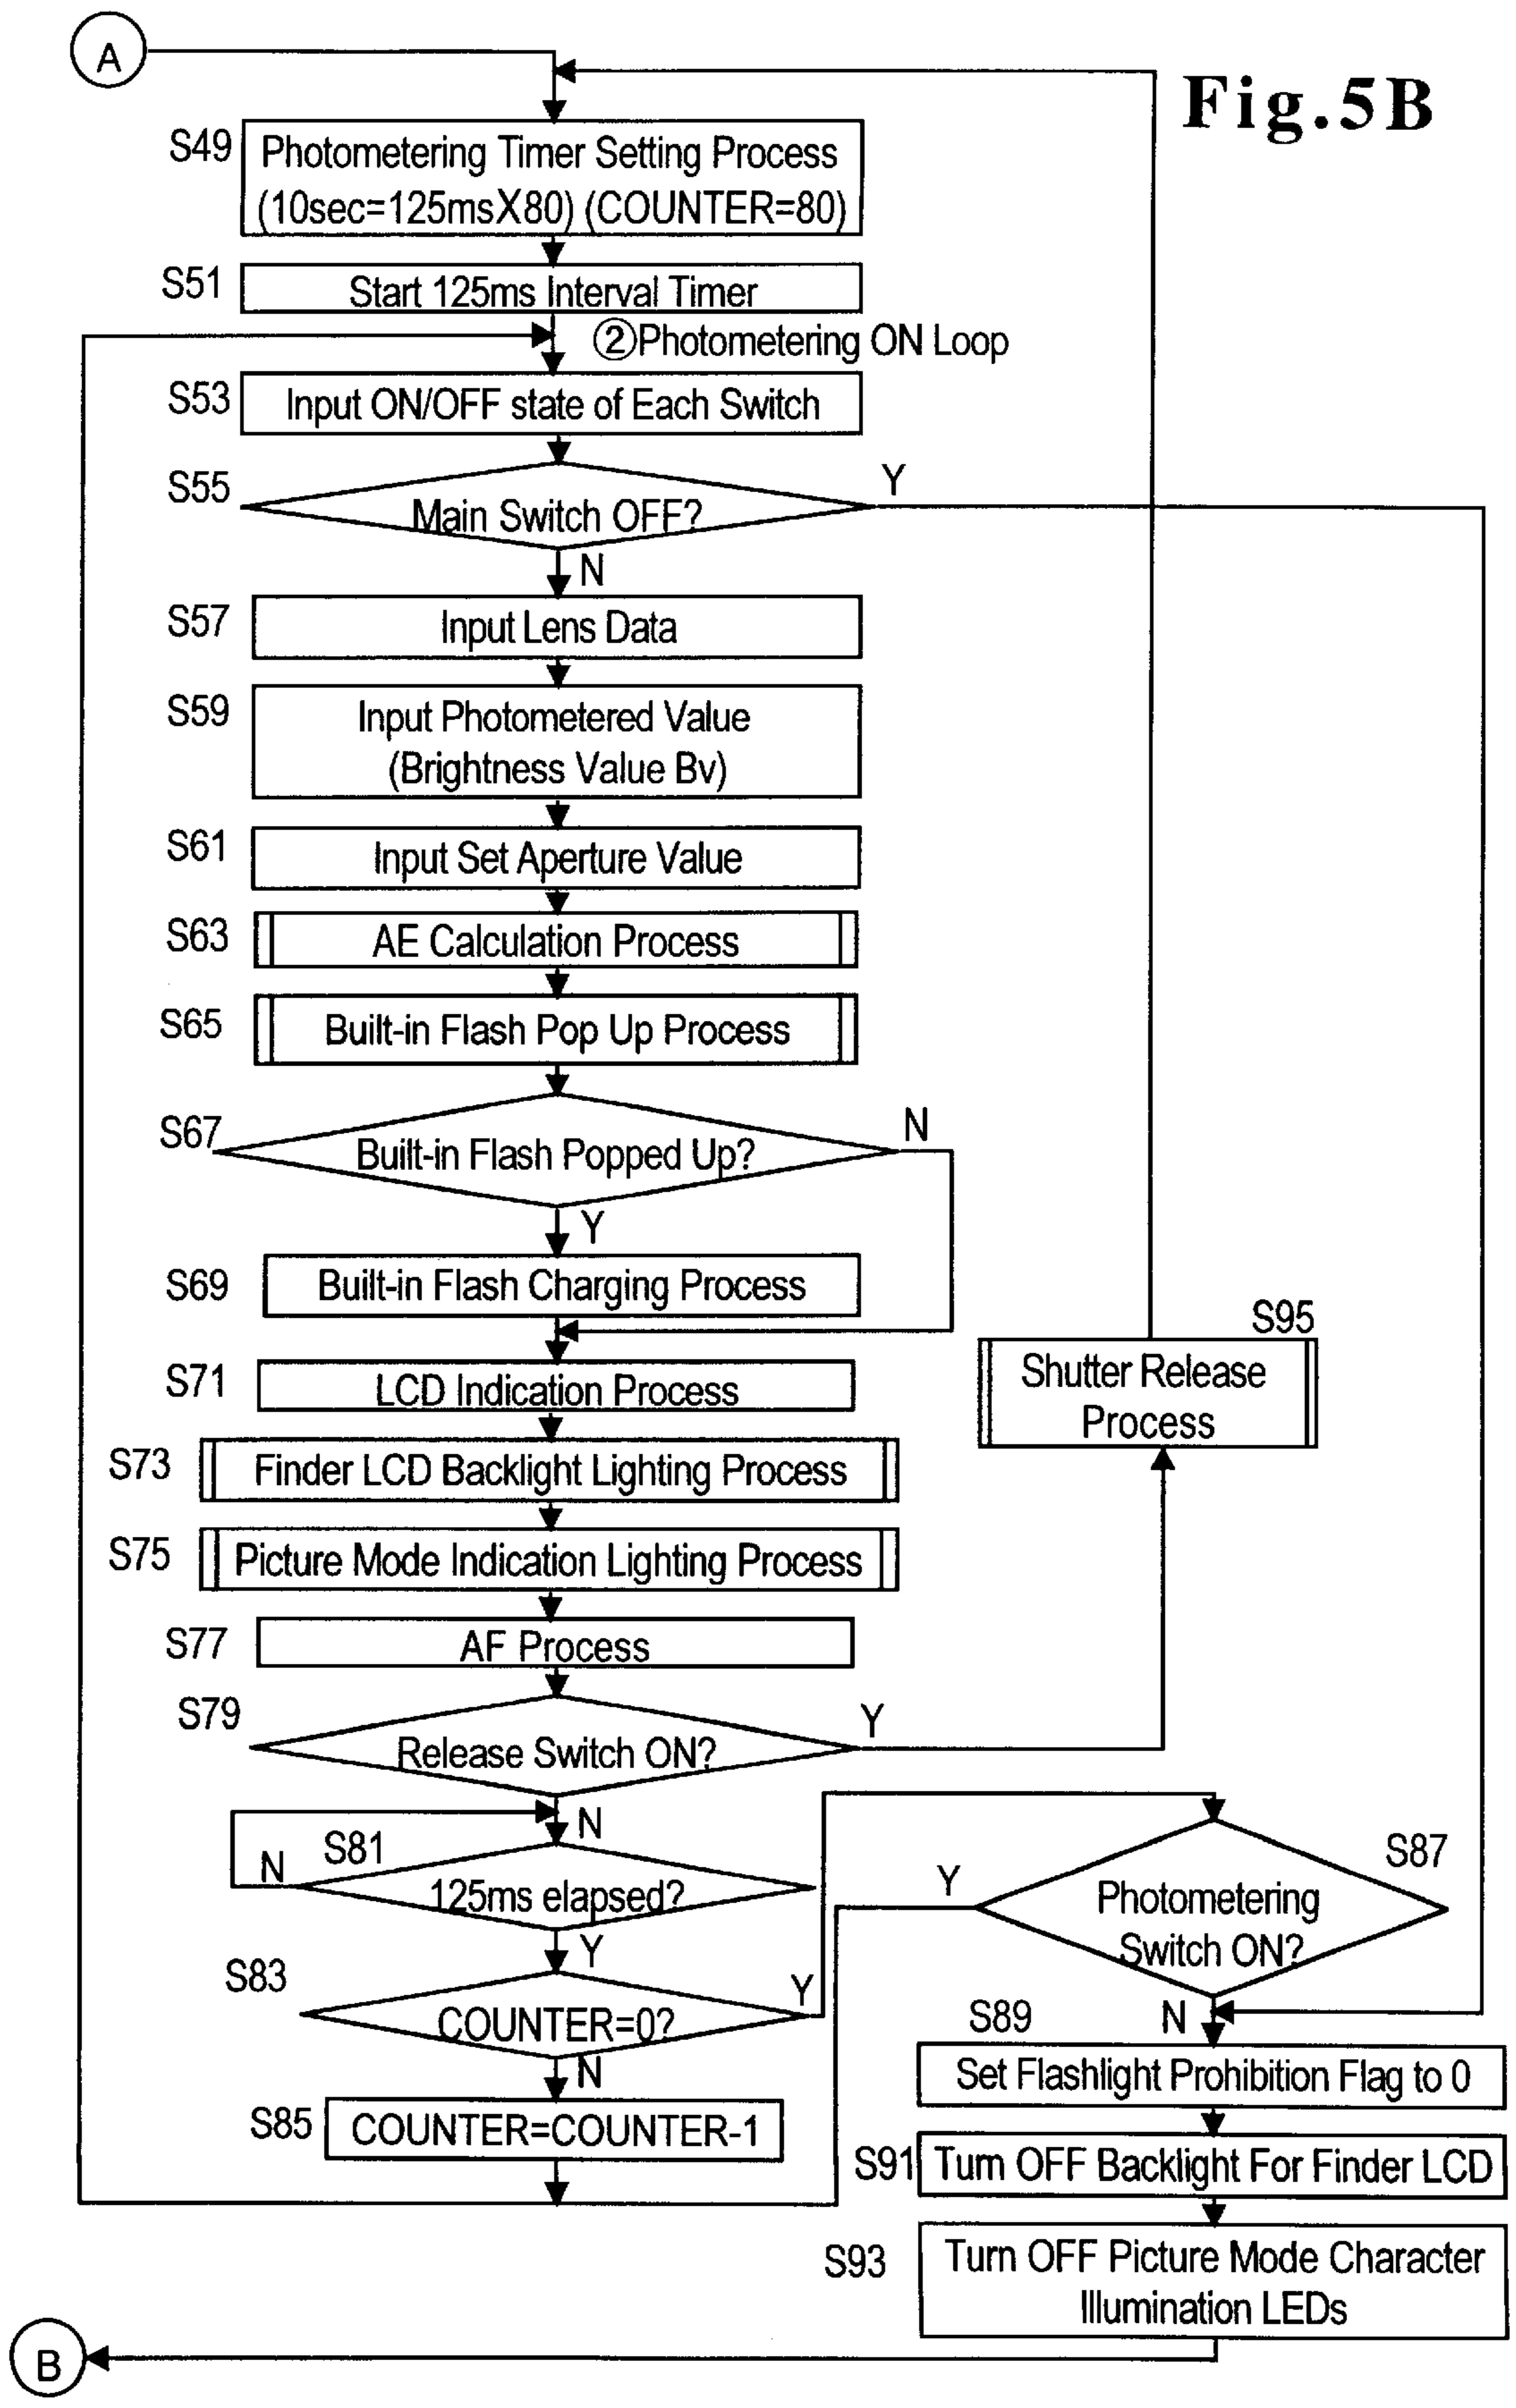 A
Fig.5B
S49
Photometering Timer Setting Process
(10sec=125msX80) (COUNTER=80)
S51
Start 125ms Interval Timer
②Photometering ON Loop
S53
Input ON/OFF state of Each Switch
S55
Main Switch OFF?
Y
N
S57
Input Lens Data
S59
Input Photometered Value
(Brightness Value Bv)
S61
Input Set Aperture Value
S63
AE Calculation Process
S65
Built-in Flash Pop Up Process
S67
Built-in Flash Popped Up?
N
Y
S69
Built-in Flash Charging Process
S71
LCD Indication Process
S73
Finder LCD Backlight Lighting Process
S75
Picture Mode Indication Lighting Process
S77
AF Process
S79
Release Switch ON?
Y
N
S95
Shutter Release
Process
S81
125ms elapsed?
N
Y
S83
COUNTER=0?
Y
N
S85
COUNTER=COUNTER-1
S87
Photometering
Switch ON?
Y
N
S89
Set Flashlight Prohibition Flag to 0
S91
Turn OFF Backlight For Finder LCD
S93
Turn OFF Picture Mode Character
Illumination LEDs
B